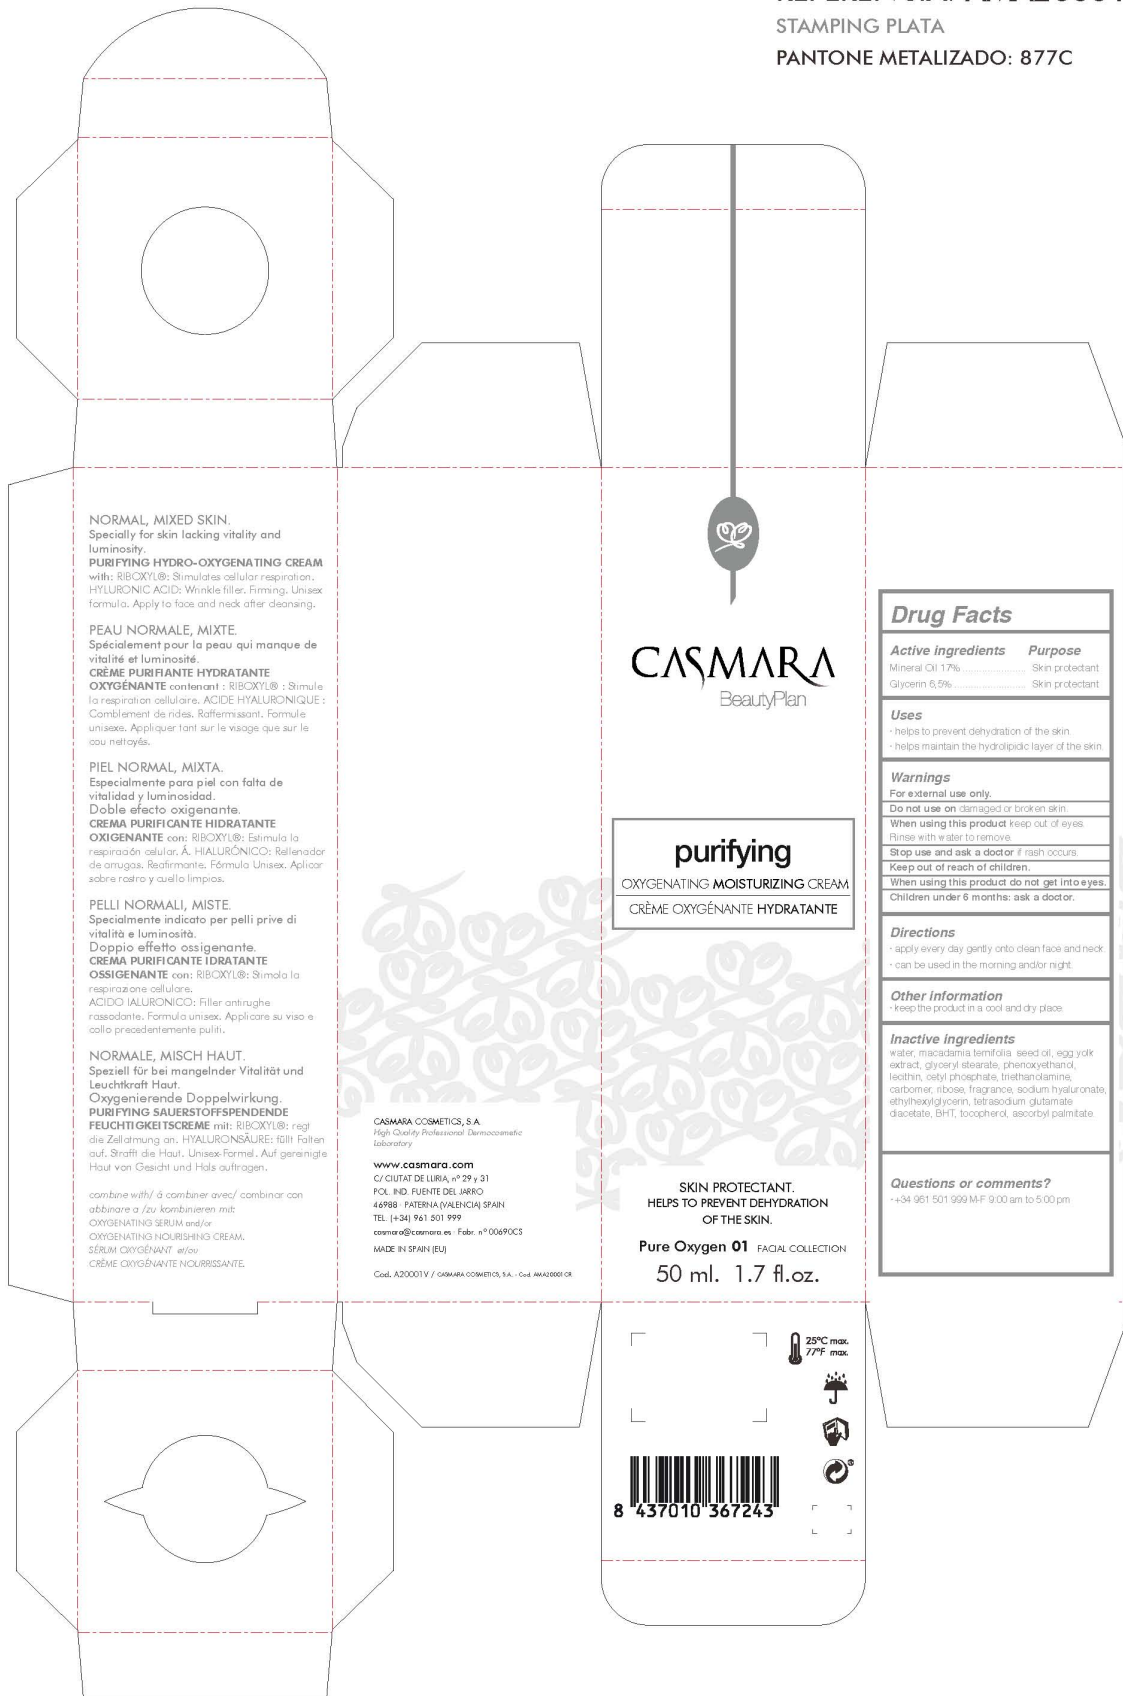 STAMPING PLATA
PANTONE METALIZADO: 877C
NORMAL, MIXED SKIN.
Specially for skin lacking vitality and
luminosity.
PURIFYING HYDRO-OXYGENATING CREAM
with: RIBOXYL®: Stimulates cellular respiration.
HYLURONIC ACID: Wrinkle filler. Firming. Unisex
formula. Apply to face and neck after cleansing.
PEAU NORMALE, MIXTE.
Spécialement pour la peau qui manque de
vitalité et luminosité.
CRÈME PURIFIANTE HYDRATANTE
OXYGÉNANTE contenant : RIBOXYL® : Stimule
la respiration cellulaire. ACIDE HYALURONIQUE :
Comblement de rides. Raffermissant. Formule
unisexe. Appliquer tant sur le visage que sur le
cou nettoyés.
PIEL NORMAL, MIXTA.
Especialmente para piel con falta de
vitalidad y luminosidad.
Doble efecto oxigenante.
CREMA PURIFICANTE HIDRATANTE
OXIGENANTE con: RIBOXYL®: Estimula la
respiración celular. Á. HIALURÓNICO: Rellenador
de arrugas. Reafirmante. Fórmula Unisex. Aplicar
sobre rostro y cuello limpios.
PELLI NORMALI, MISTE.
Specialmente indicato per pelli prive di
vitalità e luminosità.
Doppio effetto ossigenante.
CREMA PURIFICANTE IDRATANTE
OSSIGENANTE con: RIBOXYL®: Stimola la
respirazione cellulare.
ACIDO IALURONICO: Filler antirughe
rassodante. Formula unisex. Applicare su viso e
collo precedentemente puliti.
NORMALE, MISCH HAUT.
Speziell für bei mangelnder Vitalität und
Leuchtkraft Haut.
Oxygenierende Doppelwirkung.
PURIFYING SAUERSTOFFSPENDENDE
FEUCHTIGKEITSCREME mit: RIBOXYL®: regt
die Zellatmung an. HYALURONSÄURE: füllt Falten
auf. Strafft die Haut. Unisex-Formel. Auf gereinigte
Haut von Gesicht und Hals auftragen.
combine with/ á combiner avec/ combinar con
abbinare a /zu kombinieren mit:
OXYGENATING SERUM and/or
OXYGENATING NOURISHING CREAM.
SÉRUM OXYGÉNANT et/ou
CRÈME OXYGÉNANTE NOURRISSANTE.
CASMARA COSMETICS, S.A.
High Quality Professional Dermocosmetic
Laboratory
www.casmara.com
C/ CIUTAT DE LLIRIA, nº 29 y 31
POL. IND. FUENTE DEL JARRO
46988 · PATERNA (VALENCIA) SPAIN
TEL. (+34) 961 501 999
casmara@casmara.es · Fabr. nº 00690CS
MADE IN SPAIN (EU)
Cod. A20001V / CASMARA COSMETICS, S.A. - Cod. AMA20001CR
CASMARA
BeautyPlan
purifying
OXYGENATING MOISTURIZING CREAM
CRÈME OXYGÉNANTE HYDRATANTE
SKIN PROTECTANT.
HELPS TO PREVENT DEHYDRATION
OF THE SKIN.
Pure Oxygen 01 FACIAL COLLECTION
50 ml. 1.7 fl.oz.
25ºC max.
77ºF max.
8 437010 367243
Drug Facts
Active ingredients Purpose
Mineral Oil 17% ...................... Skin protectant
Glycerin 6,5% ......................... Skin protectant
Uses
· helps to prevent dehydration of the skin.
· helps maintain the hydrolipidic layer of the skin.
Warnings
For external use only.
Do not use on damaged or broken skin.
When using this product keep out of eyes.
Rinse with water to remove.
Stop use and ask a doctor if rash occurs.
Keep out of reach of children.
When using this product do not get into eyes.
Children under 6 months: ask a doctor.
Directions
· apply every day gently onto clean face and neck.
· can be used in the morning and/or night.
Other information
· keep the product in a cool and dry place.
Inactive ingredients
water, macadamia ternifolia seed oil, egg yolk
extract, glyceryl stearate, phenoxyethanol,
lecithin, cetyl phosphate, triethanolamine,
carbomer, ribose, fragrance, sodium hyaluronate,
ethylhexylglycerin, tetrasodium glutamate
diacetate, BHT, tocopherol, ascorbyl palmitate.
Questions or comments?
· +34 961 501 999 M-F 9:00 am to 5:00 pm